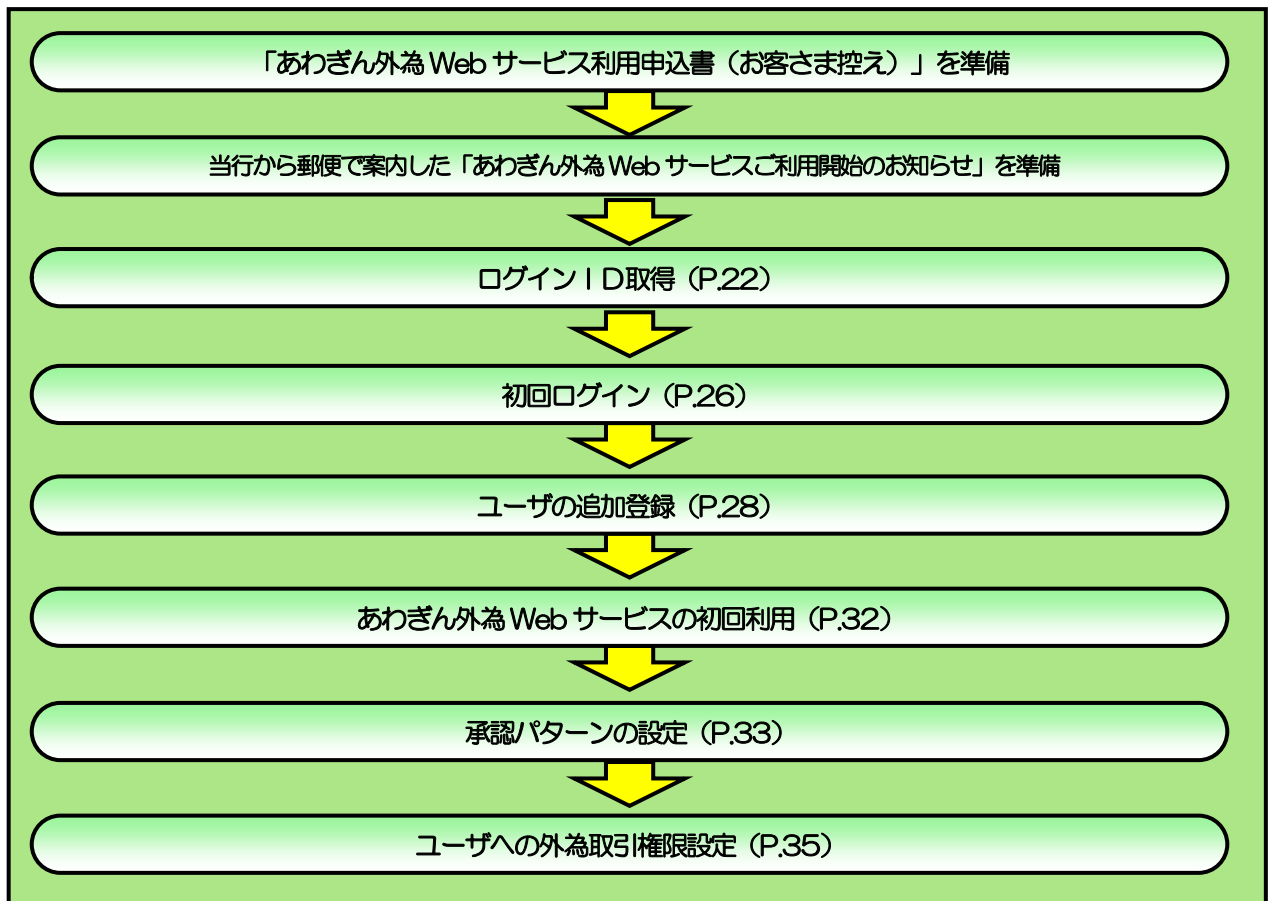 「あわぎん外為 Web サービス利用申込書（お客さま控え）」を準備
当行から郵便で案内した「あわぎん外為 Web サービスご利用開始のお知らせ」を準備
ログインＩＤ取得（P.22）
初回ログイン（P.26）
ユーザの追加登録（P.28）
あわぎん外為 Web サービスの初回利用（P.32）
承認パターンの設定（P.33）
ユーザへの外為取引権限設定（P.35）